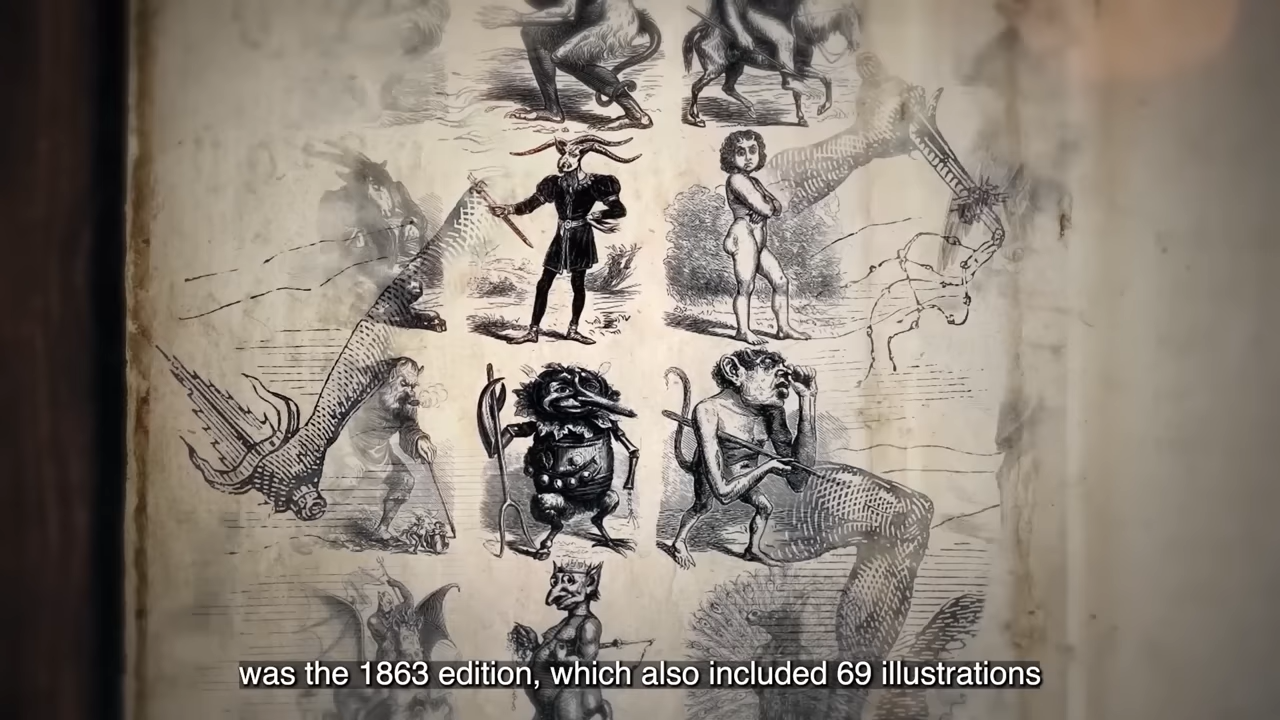 was the 1863 edition, which also included 69 illustrations